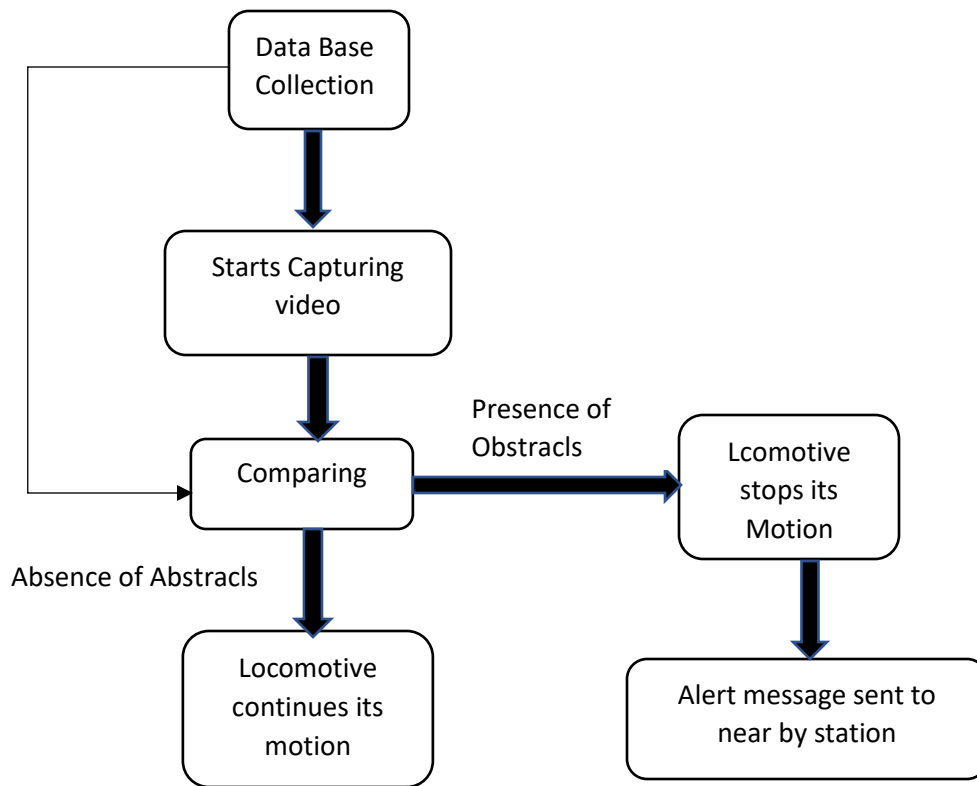 Data Base
Collection
Starts Capturing
video
Presence of
Obstracls
Comparing
Lcomotive
stops its
Motion
Absence of Abstracls
Locomotive
continues its
motion
Alert message sent to
near by station